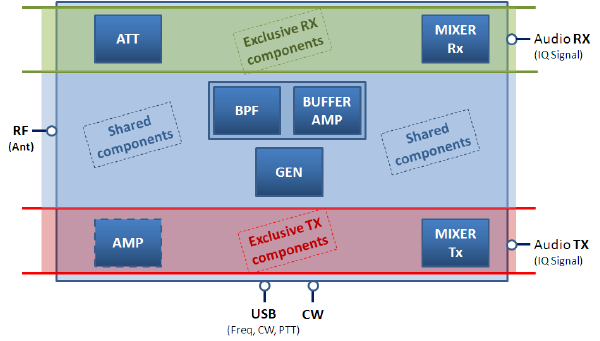 ATT
Exclusive RX
components
MIXER
Rx
Audio RX
(IQ Signal)
BPF
BUFFER
AMP
Shared
components
Shared
components
RF
(Ant)
GEN
AMP
Exclusive TX
components
MIXER
Tx
Audio TX
(IQ Signal)
USB
(Freq, CW, PTT)
CW